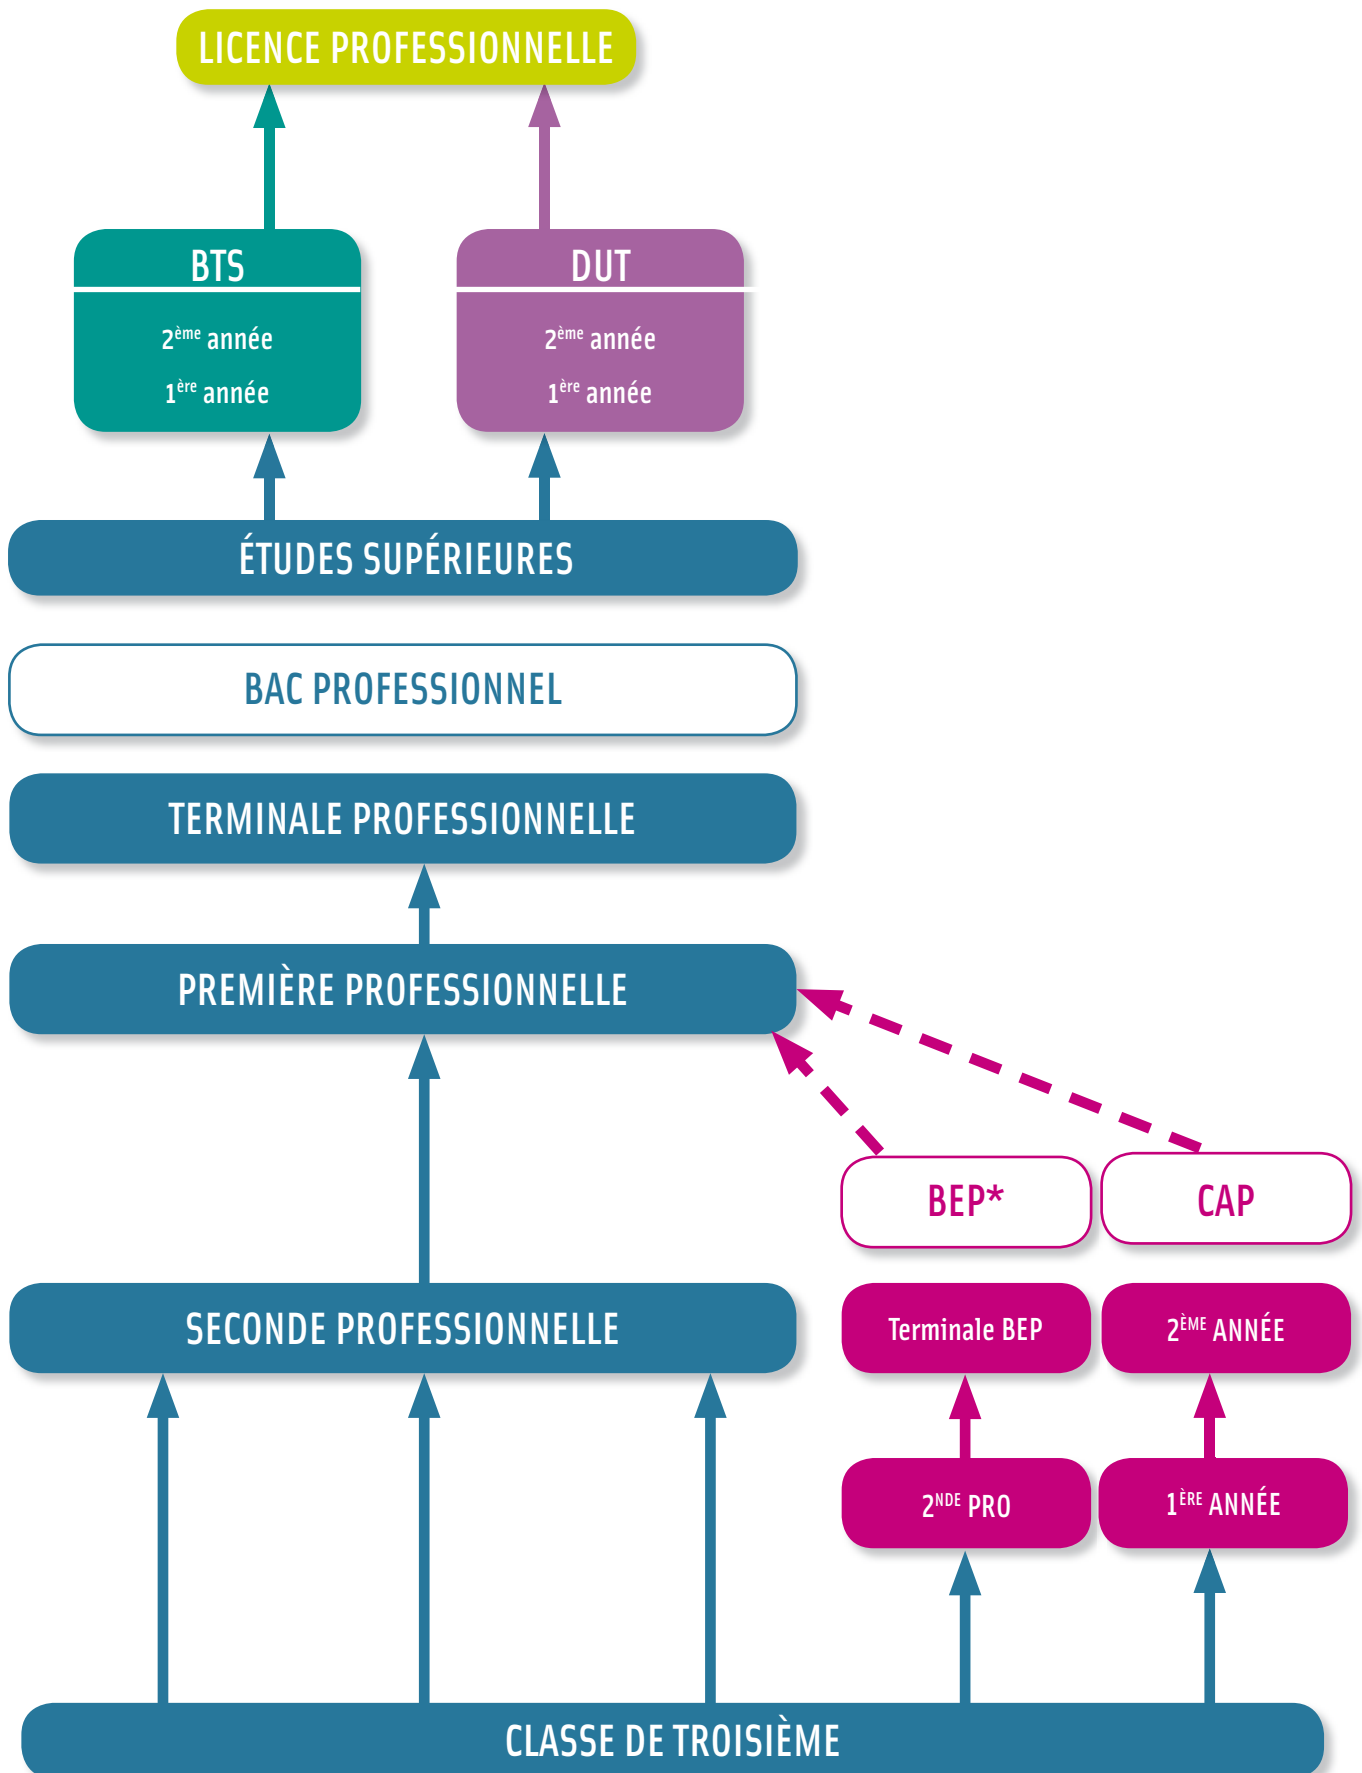 LICENCE PROFESSIONNELLE
BTS
2ème année
1ère année
DUT
2ème année
1ère année
ÉTUDES SUPÉRIEURES
BAC PROFESSIONNEL
TERMINALE PROFESSIONNELLE
PREMIÈRE PROFESSIONNELLE
BEP*
CAP
SECONDE PROFESSIONNELLE
Terminale BEP
2ÈME ANNÉE
2NDE PRO
1ÈRE ANNÉE
CLASSE DE TROISIÈME